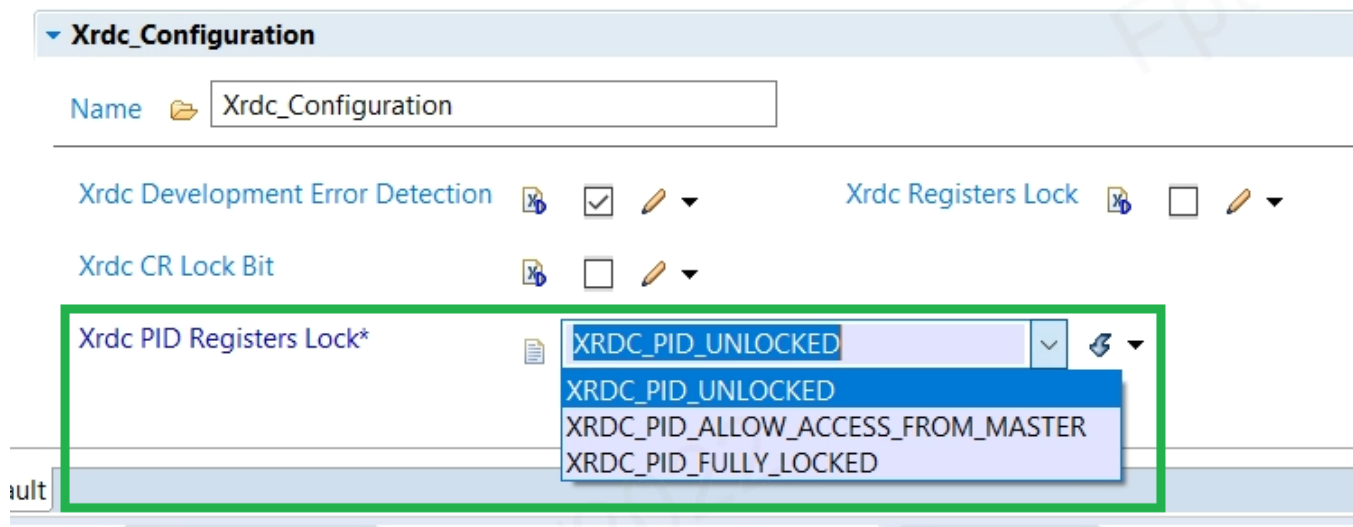 Xrdc_Configuration
Name Xrdc_Configuration
Xrdc Development Error Detection Xrdc Registers Lock
Xrdc CR Lock Bit
Xrdc PID Registers Lock* XRDC_PID_UNLOCKED
XRDC_PID_UNLOCKED
XRDC_PID_ALLOW_ACCESS_FROM_MASTER
XRDC_PID_FULLY_LOCKED
ault